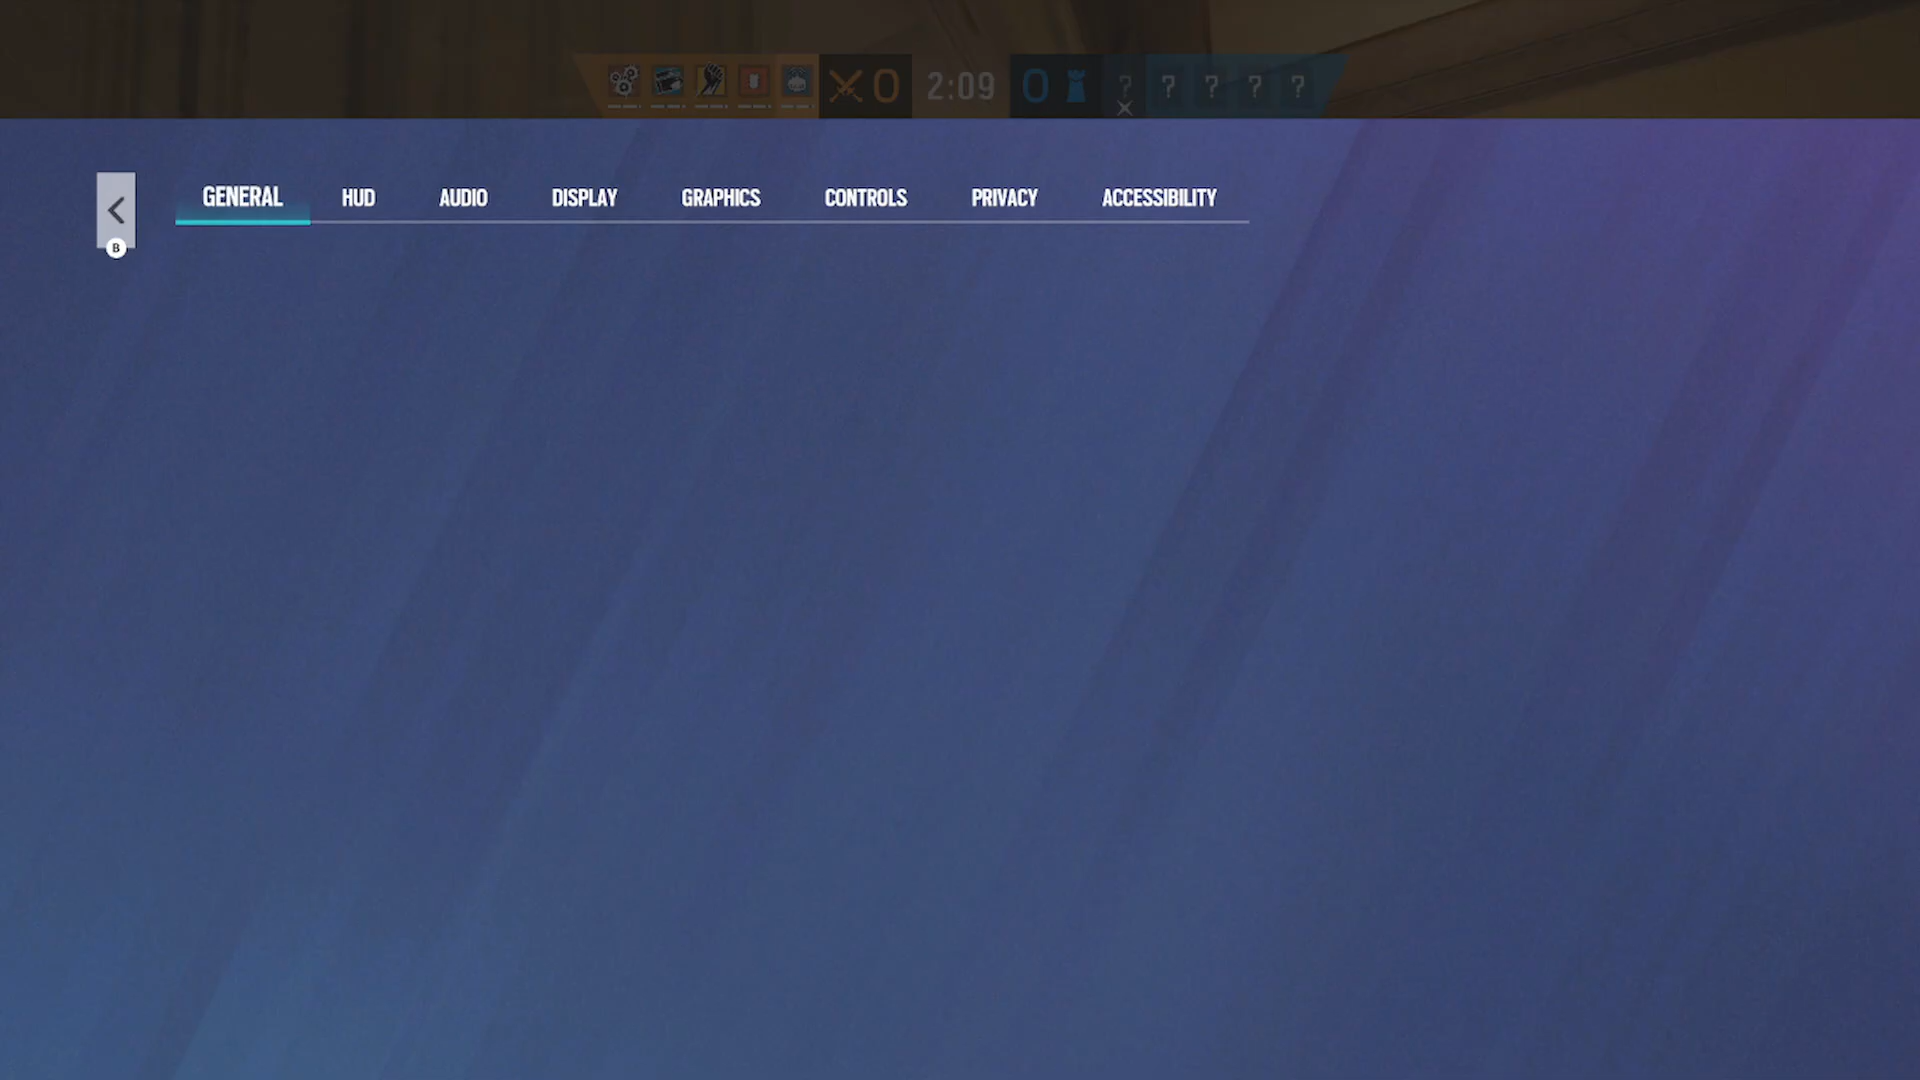 0 2:09 0 ? ? ? ? ?
GENERAL HUD AUDIO DISPLAY GRAPHICS CONTROLS PRIVACY ACCESSIBILITY
B